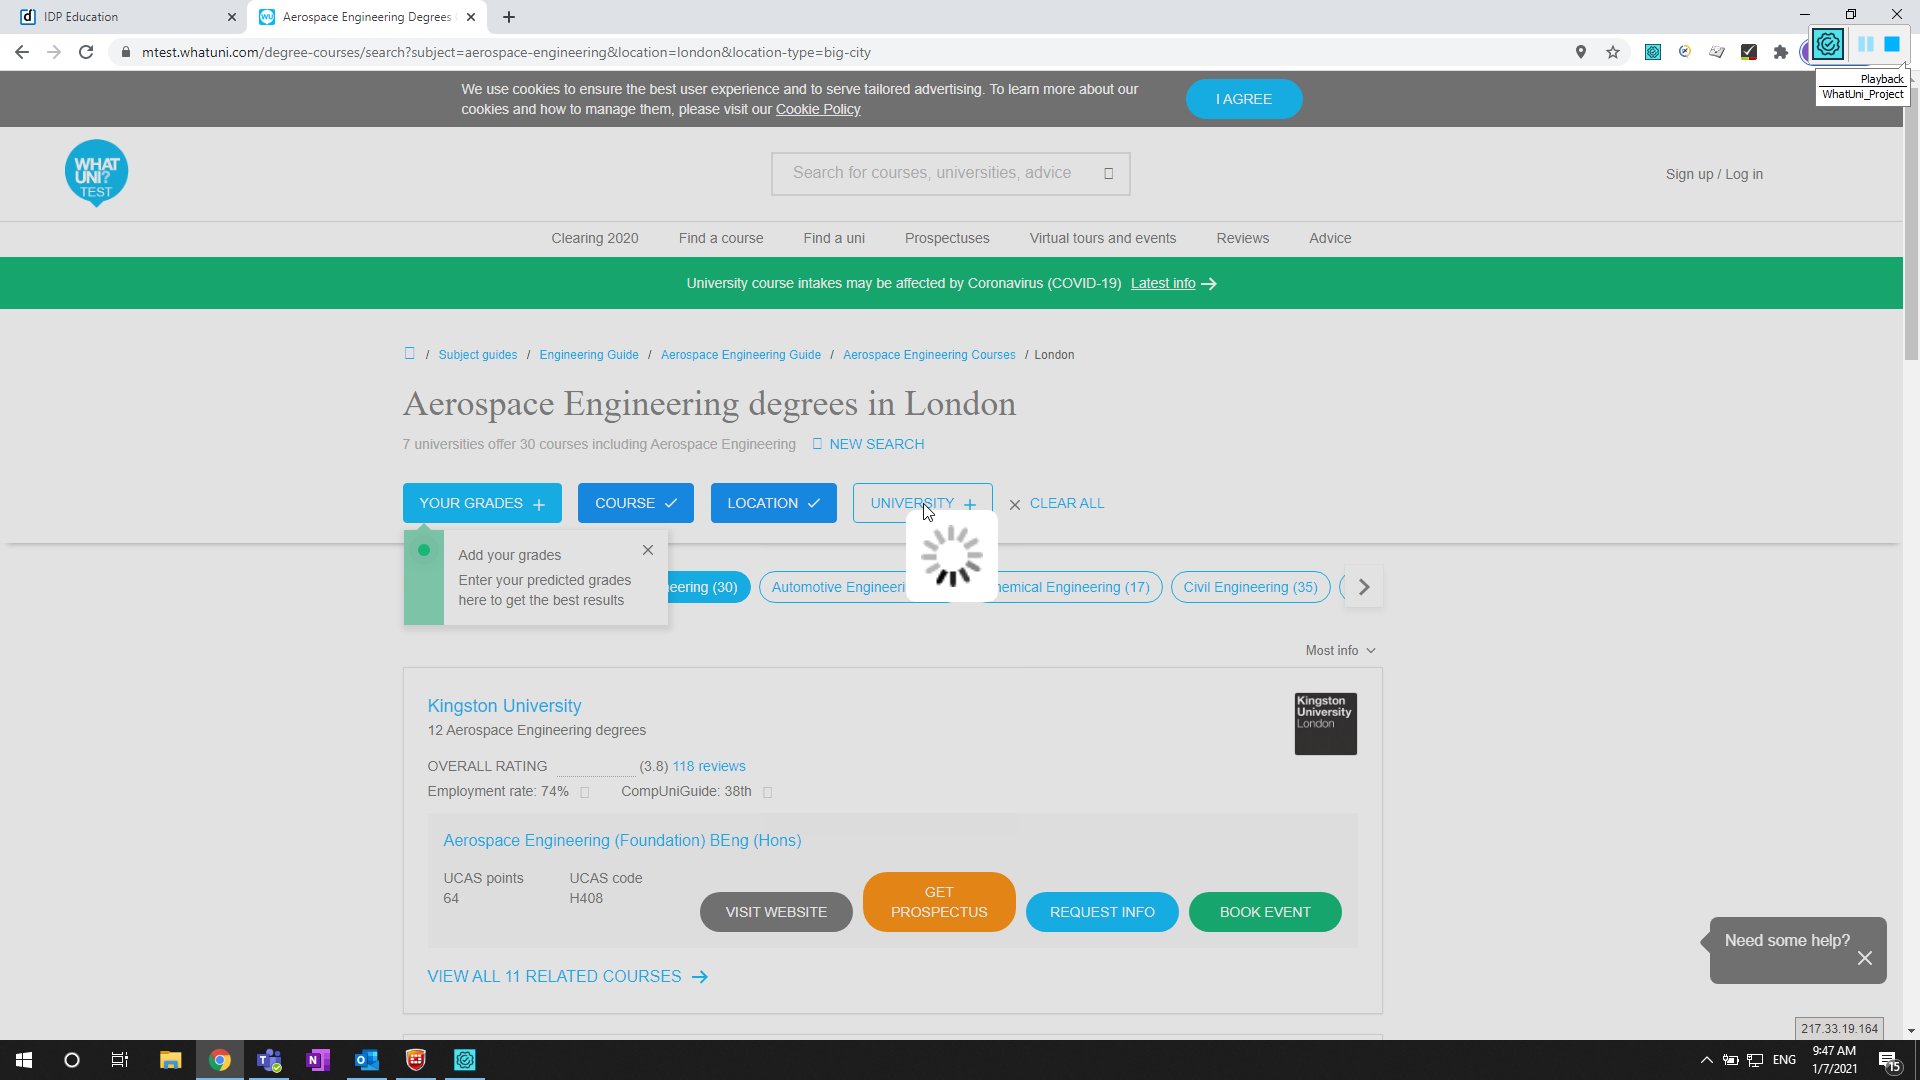 IDP Education
Aerospace Engineering Degrees
mtest.whatuni.com/degree-courses/search?subject=aerospace-engineering&location=london&location-type=big-city
Playback
WhatUni_Project
We use cookies to ensure the best user experience and to serve tailored advertising. To learn more about our
cookies and how to manage them, please visit our Cookie Policy
I AGREE
WHAT
UNI?
TEST
Search for courses, universities, advice
Sign up / Log in
Clearing 2020 Find a course Find a uni Prospectuses Virtual tours and events Reviews Advice
University course intakes may be affected by Coronavirus (COVID-19) Latest info
/ Subject guides / Engineering Guide / Aerospace Engineering Guide / Aerospace Engineering Courses / London
Aerospace Engineering degrees in London
7 universities offer 30 courses including Aerospace Engineering NEW SEARCH
YOUR GRADES COURSE LOCATION UNIVERSITY CLEAR ALL
Add your grades
Enter your predicted grades
here to get the best results
eering (30) Automotive Engineeri hemical Engineering (17) Civil Engineering (35)
Most info
Kingston University
12 Aerospace Engineering degrees
Kingston
University
London
OVERALL RATING (3.8) 118 reviews
Employment rate: 74% CompUniGuide: 38th
Aerospace Engineering (Foundation) BEng (Hons)
UCAS points UCAS code
64 H408
VISIT WEBSITE
GET
PROSPECTUS
REQUEST INFO
BOOK EVENT
VIEW ALL 11 RELATED COURSES
Need some help?
217.33.19.164
ENG
9:47 AM
1/7/2021
15